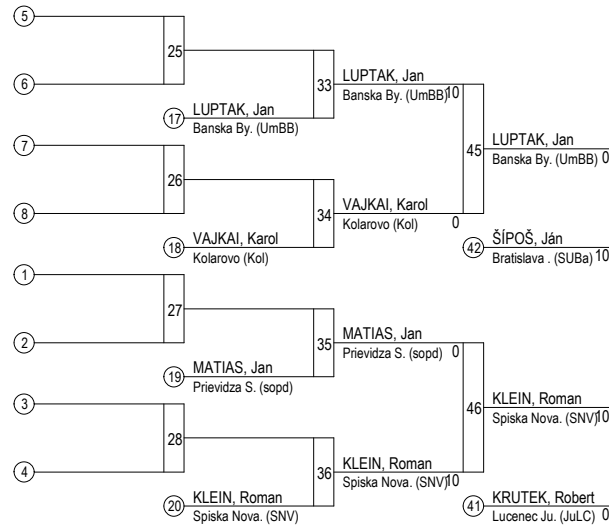 5
25
6
33
LUPTAK, Jan
Banska By. (UmBB) 10
17
LUPTAK, Jan
Banska By. (UmBB)
45
LUPTAK, Jan
Banska By. (UmBB) 0
7
26
8
34
VAJKAI, Karol
Kolarovo (Kol) 0
18
VAJKAI, Karol
Kolarovo (Kol)
42
ŠÍPOŠ, Ján
Bratislava . (SUBa) 10
1
27
2
35
MATIAS, Jan
Prievidza S. (sopd) 0
19
MATIAS, Jan
Prievidza S. (sopd)
46
KLEIN, Roman
Spiska Nova. (SNV) 10
3
28
4
36
KLEIN, Roman
Spiska Nova. (SNV) 10
20
KLEIN, Roman
Spiska Nova. (SNV)
41
KRUTEK, Robert
Lucenec Ju. (JuLC) 0